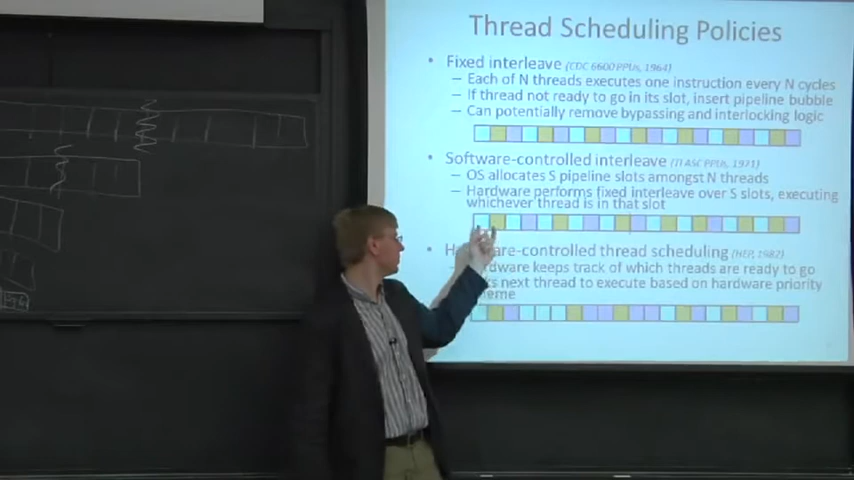 Thread Scheduling Policies
• Fixed interleave (CDC 6600 PPUs, 1964)
– Each of N threads executes one instruction every N cycles
– If thread not ready to go in its slot, insert pipeline bubble
– Can potentially remove bypassing and interlocking logic
• Software-controlled interleave (TI ASC PPUs, 1971)
– OS allocates S pipeline slots amongst N threads
– Hardware performs fixed interleave over S slots, executing
whichever thread is in that slot
-controlled thread scheduling (HEP, 1982)
keeps track of which threads are ready to go
next thread to execute based on hardware priority